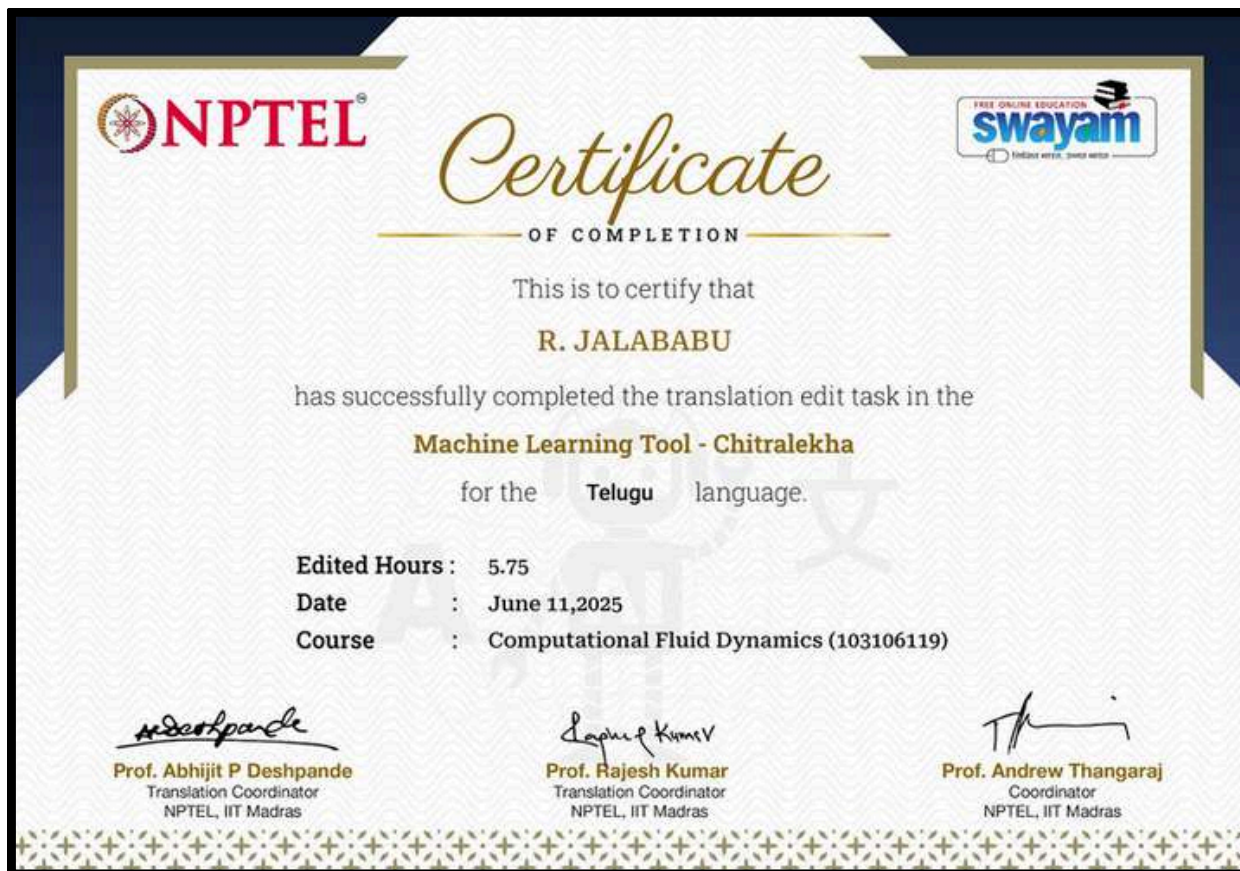 NPTEL
FREE ONLINE EDUCATION
swayam
Certificate
OF COMPLETION
This is to certify that
R. JALABABU
has successfully completed the translation edit task in the
Machine Learning Tool - Chitralekha
for the Telugu language.
Edited Hours : 5.75
Date : June 11,2025
Course : Computational Fluid Dynamics (103106119)
Prof. Abhijit P Deshpande
Translation Coordinator
NPTEL, IIT Madras
Prof. Rajesh Kumar
Translation Coordinator
NPTEL, IIT Madras
Prof. Andrew Thangaraj
Coordinator
NPTEL, IIT Madras
A
文